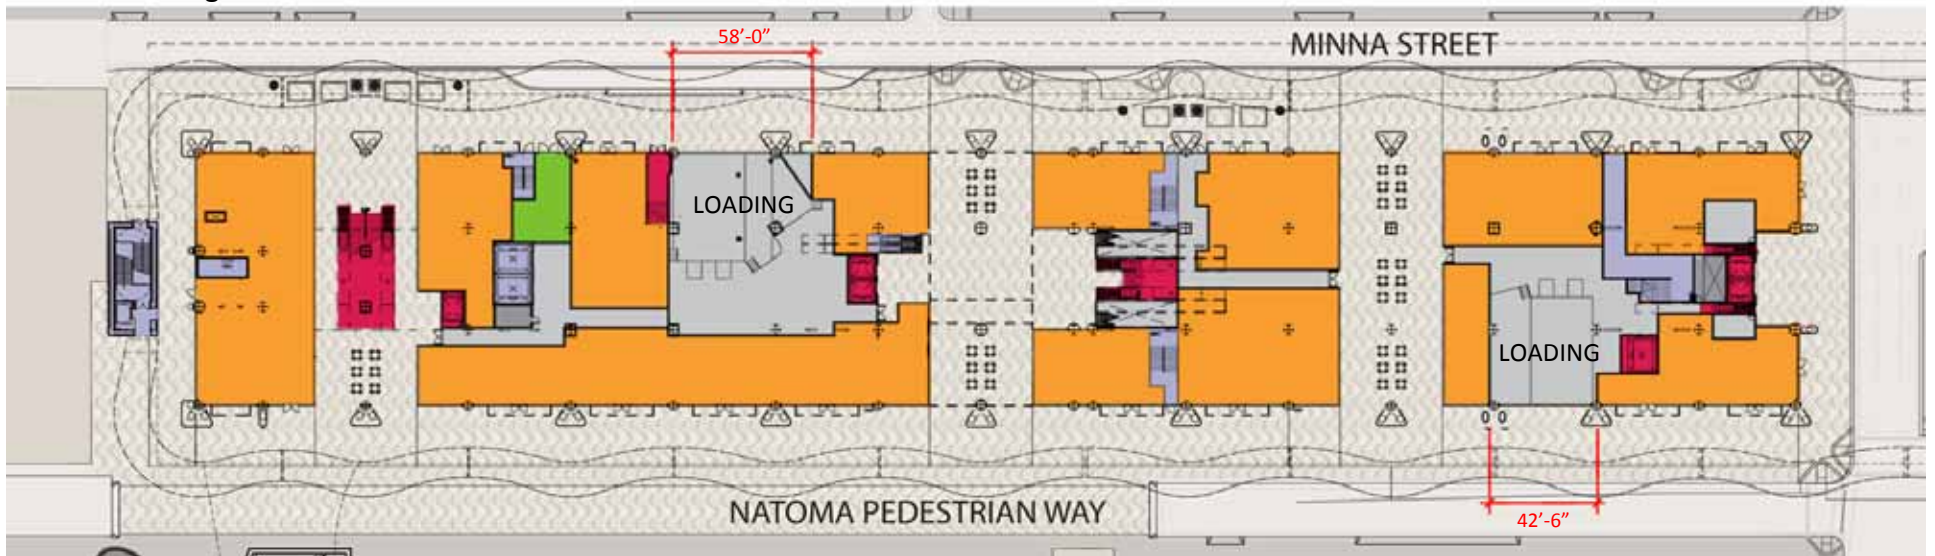 58'-0"
MINNA STREET
LOADING
LOADING
NATOMA PEDESTRIAN WAY
42'-6"